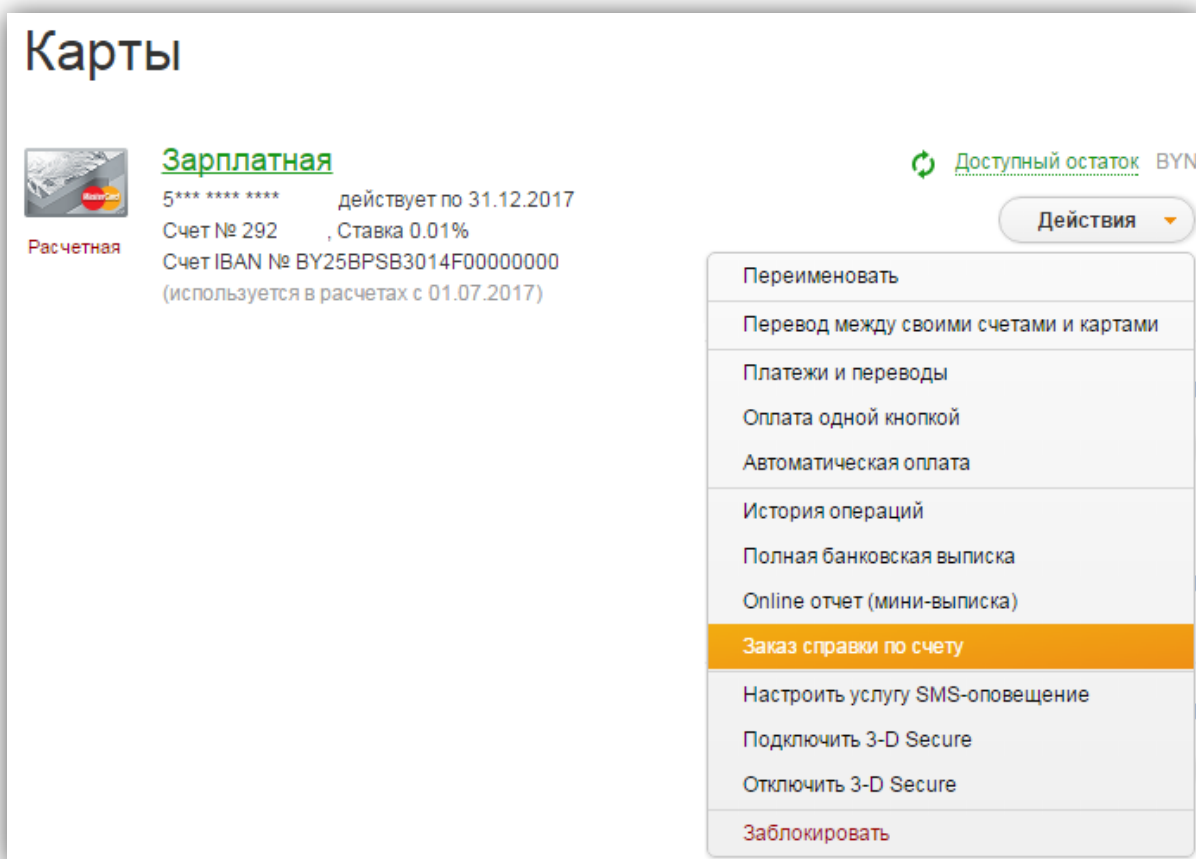 Карты
Зарплатная
Доступный остаток BYN
5*** **** **** действует по 31.12.2017
Действия
Счет № 292 , Ставка 0.01%
Расчетная
Счет IBAN № BY25BPSB3014F00000000
(используется в расчетах с 01.07.2017)
Переименовать
Перевод между своими счетами и картами
Платежи и переводы
Оплата одной кнопкой
Автоматическая оплата
История операций
Полная банковская выписка
Online отчет (мини-выписка)
Заказ справки по счету
Настроить услугу SMS-оповещение
Подключить 3-D Secure
Отключить 3-D Secure
Заблокировать
MasterCard